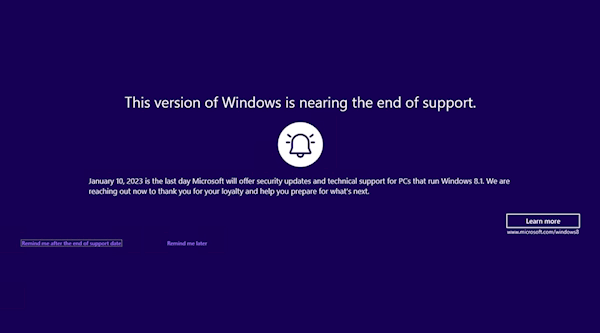 This version of Windows is nearing the end of support.
January 10, 2023 is the last day Microsoft will offer security updates and technical support for PCs that run Windows 8.1. We are
reaching out now to thank you for your loyalty and help you prepare for what's next.
Learn more
www.microsoft.com/windows8
Remind me after the end of support date
Remind me later